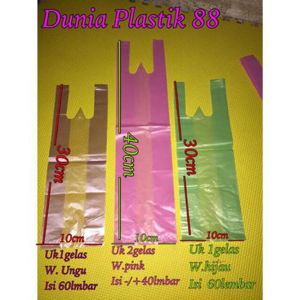 Dunia Plastik 88
30cm
40cm
30cm
10cm
10cm
10cm
Uk1gelas
W. Ungu
Isi 60lmbar
Uk 2gelas
W.pink
Isi -/+40lmbar
Uk 1gelas
W.hijau
Isi 60lembar